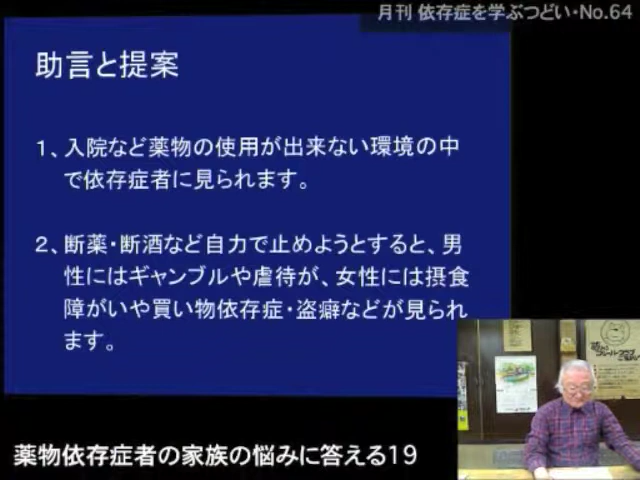 月刊 依存症を学ぶつどい・No.64
助言と提案
1、入院など薬物の使用が出来ない環境の中
で依存症者に見られます。
2、断薬・断酒など自力で止めようとすると、男
性にはギャンブルや虐待が、女性には摂食
障がいや買い物依存症・盗癖などが見られ
ます。
薬物依存症者の家族の悩みに答える19